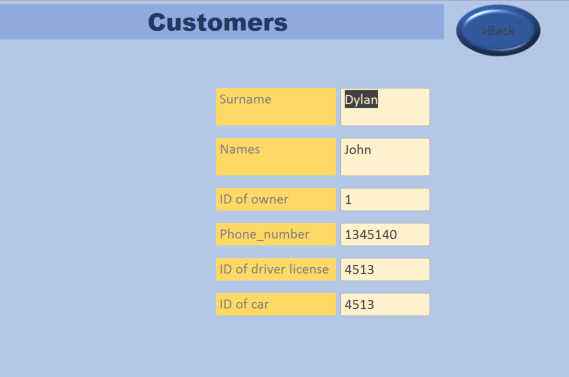 Customers
>Back
Surname Dylan
Names John
ID of owner 1
Phone_number 1345140
ID of driver license 4513
ID of car 4513